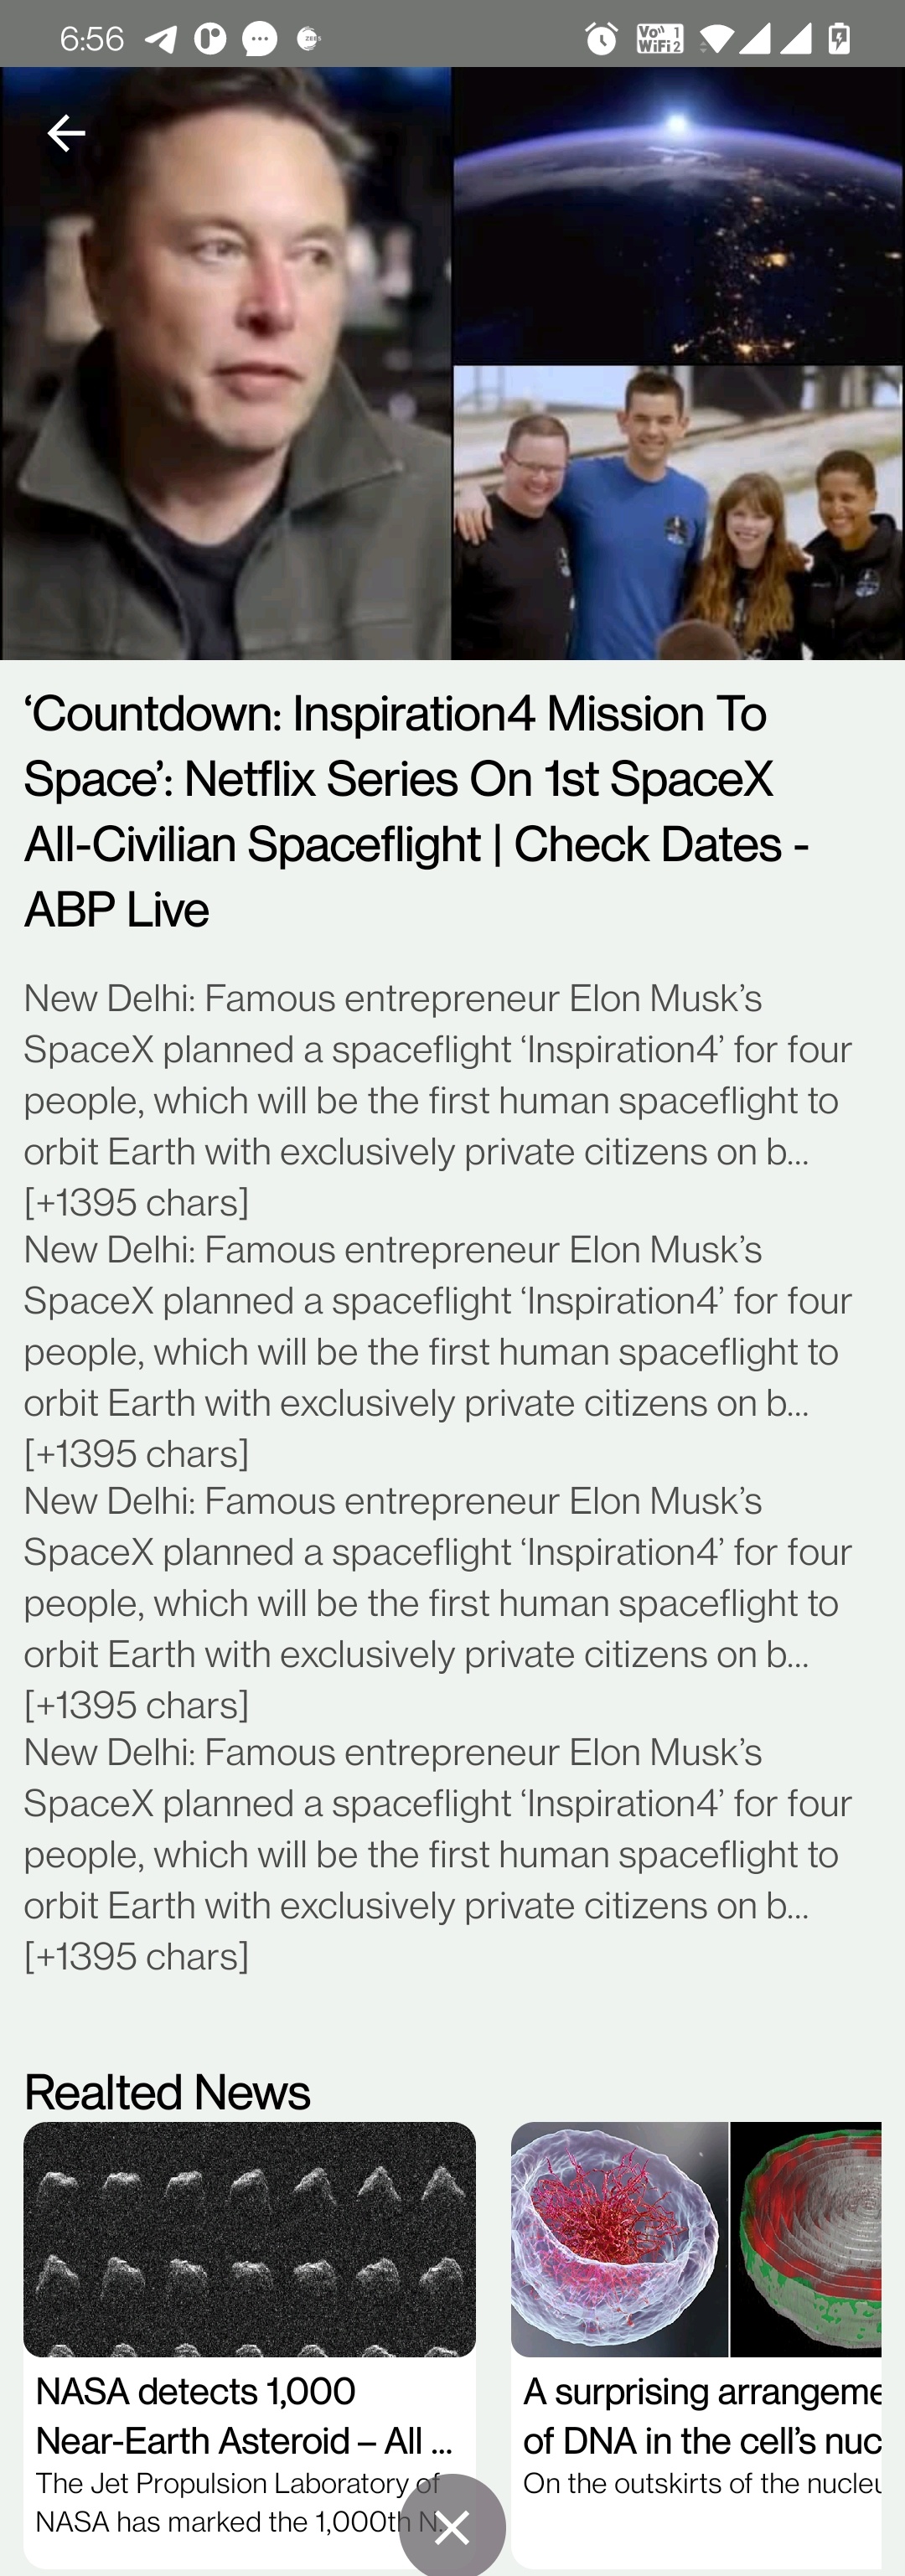 6:56
Vo 1
WiFi 2
‘Countdown: Inspiration4 Mission To
Space’: Netflix Series On 1st SpaceX
All-Civilian Spaceflight | Check Dates -
ABP Live
New Delhi: Famous entrepreneur Elon Musk’s
SpaceX planned a spaceflight ‘Inspiration4’ for four
people, which will be the first human spaceflight to
orbit Earth with exclusively private citizens on b...
[+1395 chars]
New Delhi: Famous entrepreneur Elon Musk’s
SpaceX planned a spaceflight ‘Inspiration4’ for four
people, which will be the first human spaceflight to
orbit Earth with exclusively private citizens on b...
[+1395 chars]
New Delhi: Famous entrepreneur Elon Musk’s
SpaceX planned a spaceflight ‘Inspiration4’ for four
people, which will be the first human spaceflight to
orbit Earth with exclusively private citizens on b...
[+1395 chars]
New Delhi: Famous entrepreneur Elon Musk’s
SpaceX planned a spaceflight ‘Inspiration4’ for four
people, which will be the first human spaceflight to
orbit Earth with exclusively private citizens on b...
[+1395 chars]
Realted News
NASA detects 1,000
Near-Earth Asteroid – All ...
The Jet Propulsion Laboratory of
NASA has marked the 1,000th N..
A surprising arrangeme
of DNA in the cell’s nuc
On the outskirts of the nucleu